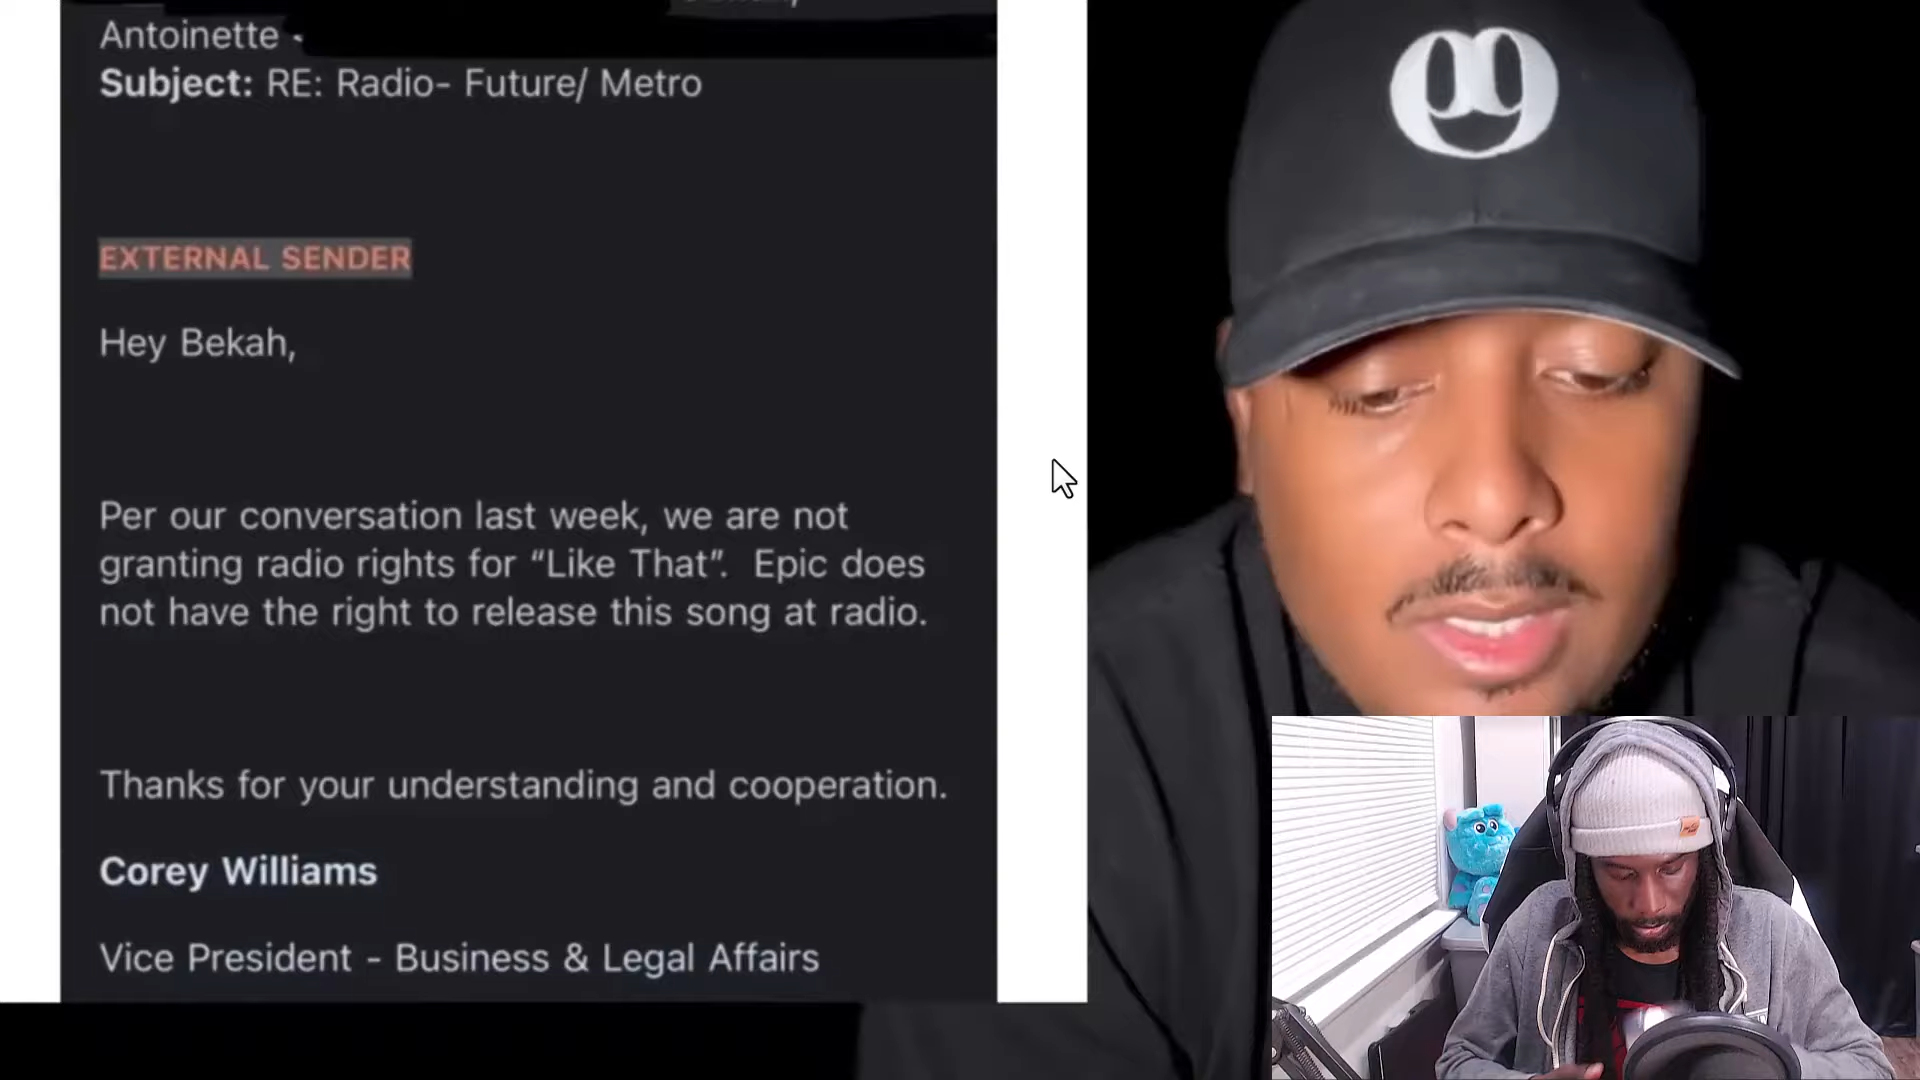 Antoinette -
Subject: RE: Radio- Future/ Metro
EXTERNAL SENDER
Hey Bekah,
Per our conversation last week, we are not
granting radio rights for “Like That”.  Epic does
not have the right to release this song at radio.
Thanks for your understanding and cooperation.
Corey Williams
Vice President - Business & Legal Affairs